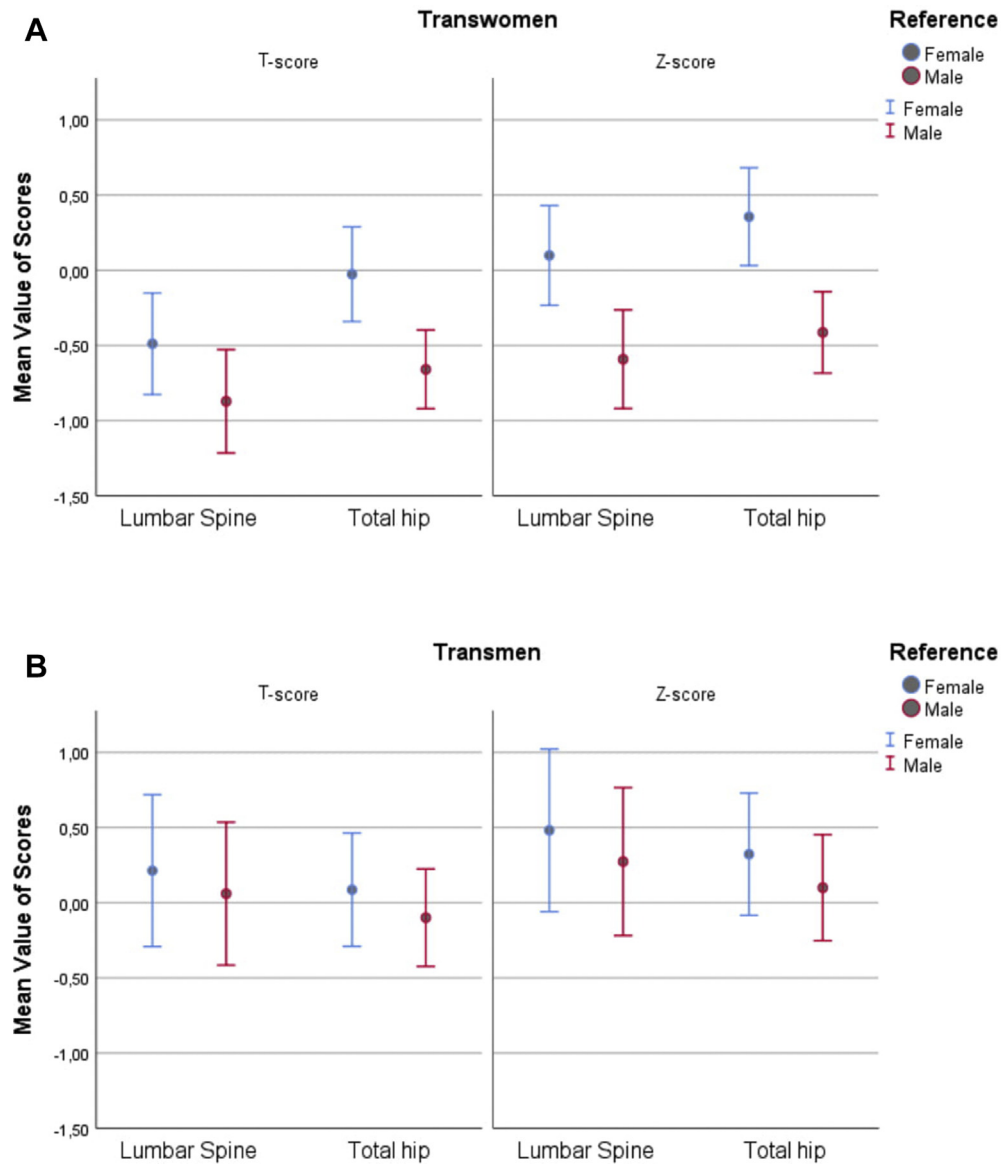 A
Transwomen
Reference
T-score
Z-score
Female
Male
Female
Male
Mean Value of Scores
1,00
0,50
0,00
-0,50
-1,00
-1,50
Lumbar Spine
Total hip
Lumbar Spine
Total hip
B
Transmen
Reference
T-score
Z-score
Female
Male
Female
Male
Mean Value of Scores
1,00
0,50
0,00
-0,50
-1,00
-1,50
Lumbar Spine
Total hip
Lumbar Spine
Total hip